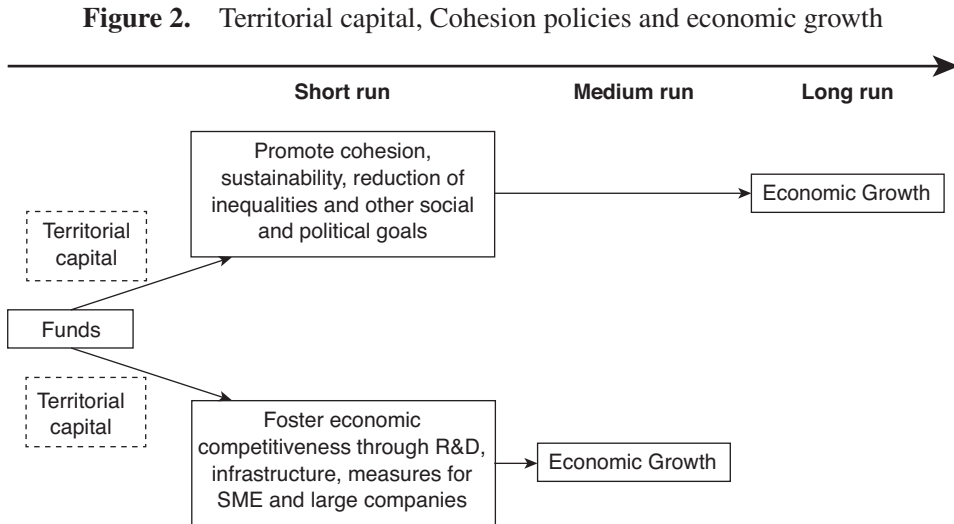 Figure 2. Territorial capital, Cohesion policies and economic growth
Short run
Medium run
Long run
Promote cohesion,
sustainability, reduction of
inequalities and other social
and political goals
Economic Growth
Territorial
capital
Funds
Territorial
capital
Foster economic
competitiveness through R&D,
infrastructure, measures for
SME and large companies
Economic Growth